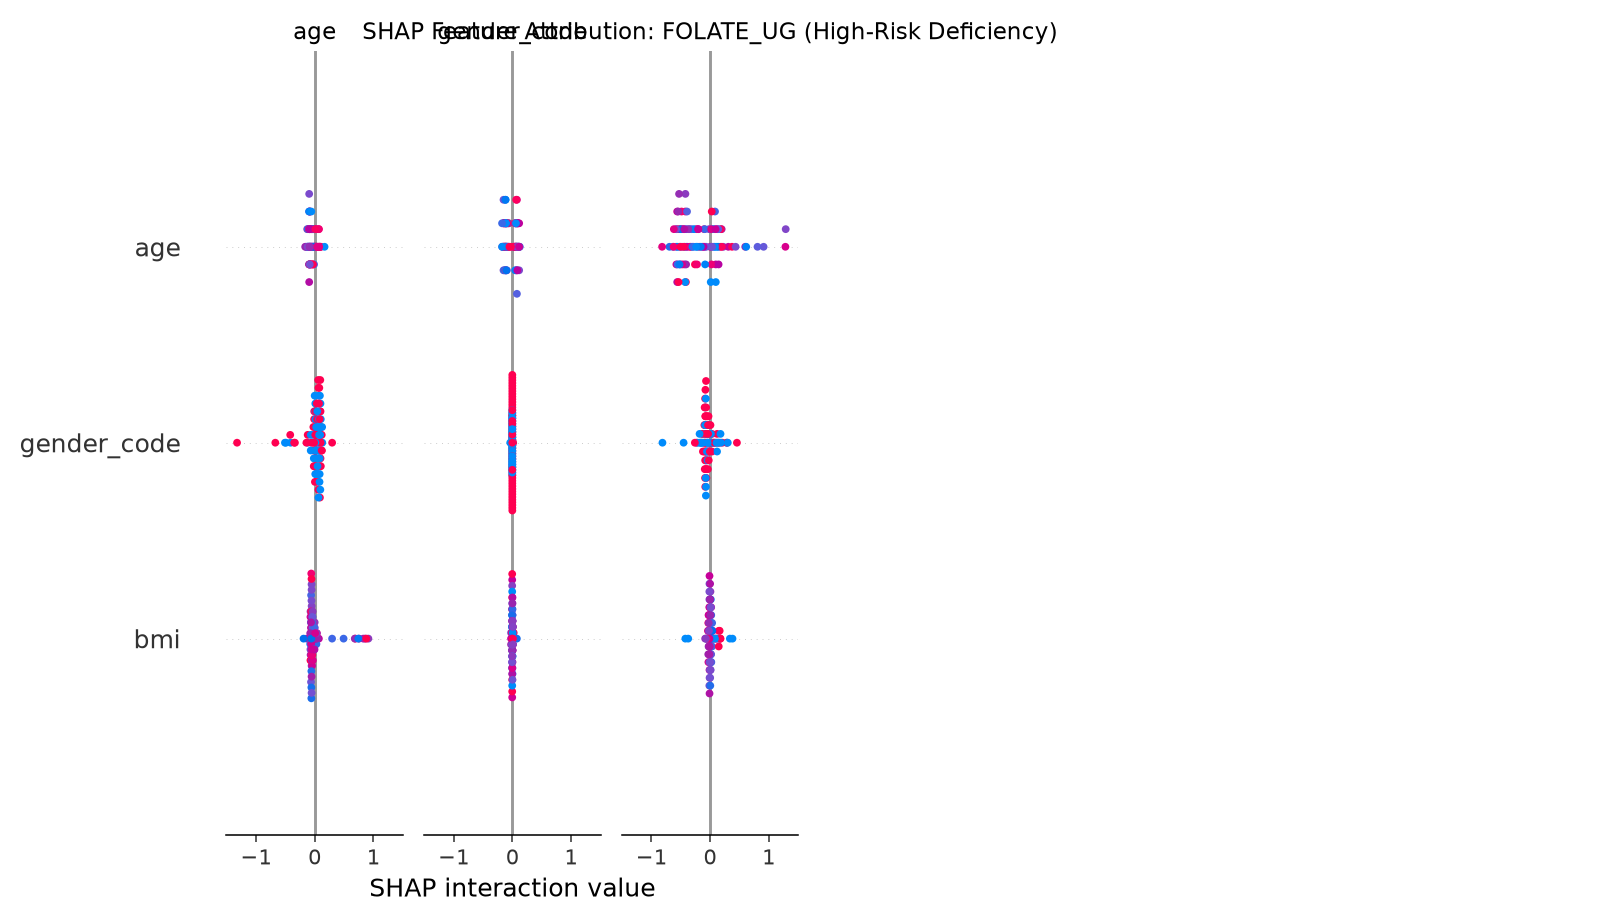 age
SHAP Feature Attribution: FOLATE_UG (High-Risk Deficiency)
gender_code
age
gender_code
bmi
−1 0 1 −1 0 1 −1 0 1
SHAP interaction value